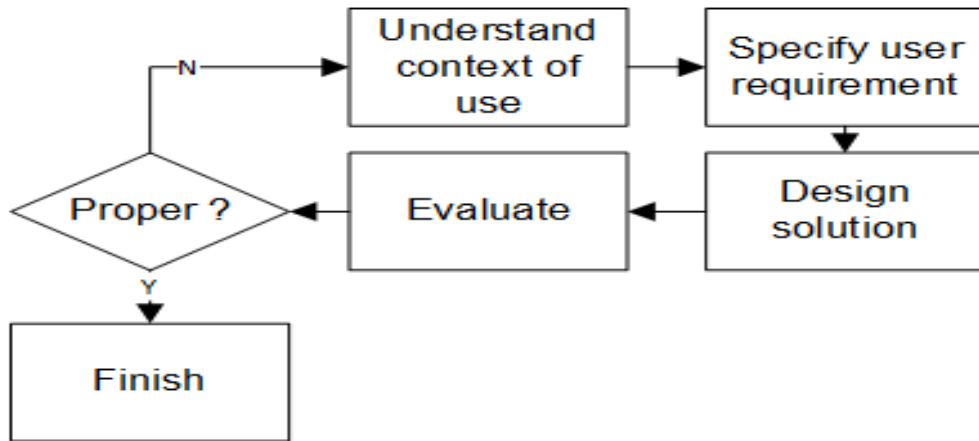 Understand
context of
use
Specify user
requirement
N
Proper ?
Evaluate
Design
solution
Y
Finish